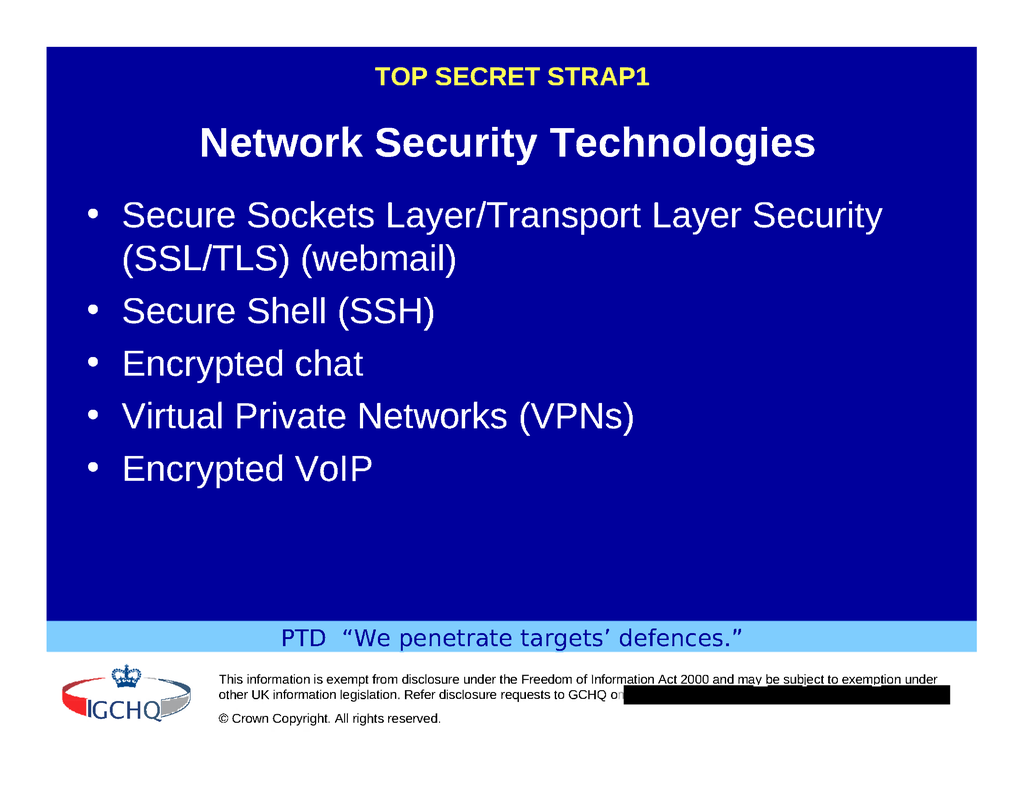 TOP SECRET STRAP1
Network Security Technologies
• Secure Sockets Layer/Transport Layer Security
(SSL/TLS) (webmail)
• Secure Shell (SSH)
• Encrypted chat
• Virtual Private Networks (VPNs)
• Encrypted VoIP
PTD “We penetrate targets’ defences.”
GCHQ
This information is exempt from disclosure under the Freedom of Information Act 2000 and may be subject to exemption under
other UK information legislation. Refer disclosure requests to GCHQ on
© Crown Copyright. All rights reserved.